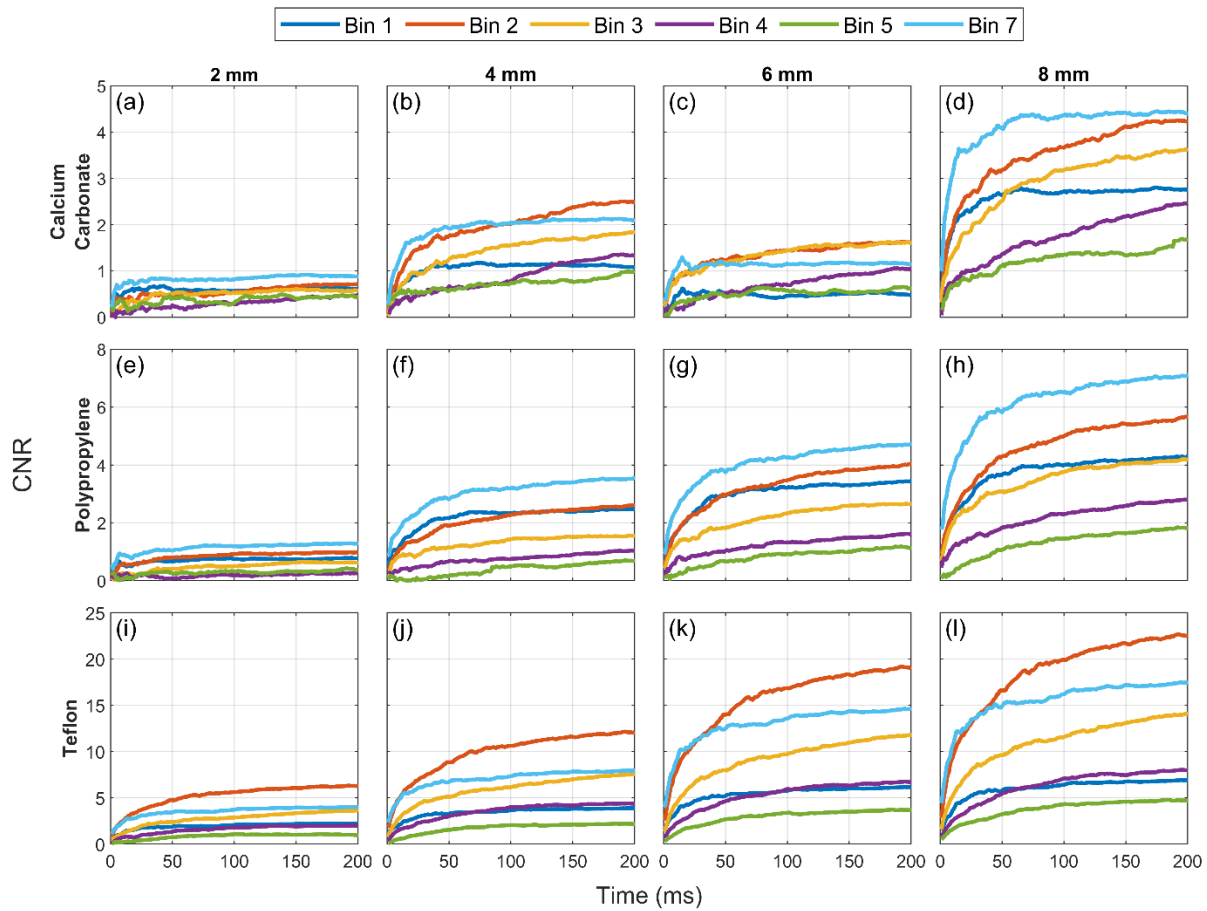 Bin 1 Bin 2 Bin 3 Bin 4 Bin 5 Bin 7
2 mm 4 mm 6 mm 8 mm
(a) (b) (c) (d)
5
4
3
2
1
0
Calcium
Carbonate
(e) (f) (g) (h)
8
6
4
2
0
Polypropylene
CNR
(i) (j) (k) (l)
25
20
15
10
5
0
Teflon
0 50 100 150 200 0 50 100 150 200 0 50 100 150 200 0 50 100 150 200
Time (ms)